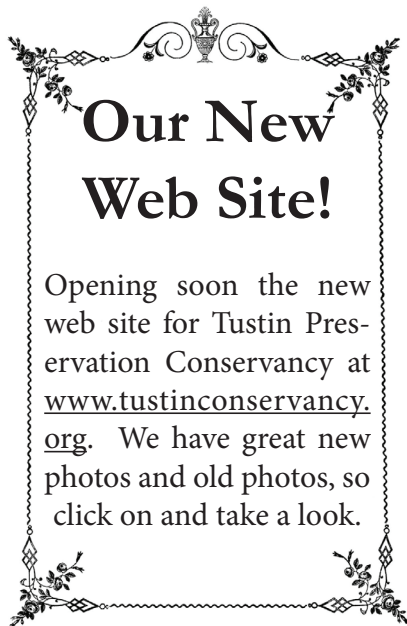 Our New
Web Site!
Opening soon the new
web site for Tustin Pres-
ervation Conservancy at
www.tustinconservancy.
org.  We have great new
photos and old photos, so
click on and take a look.